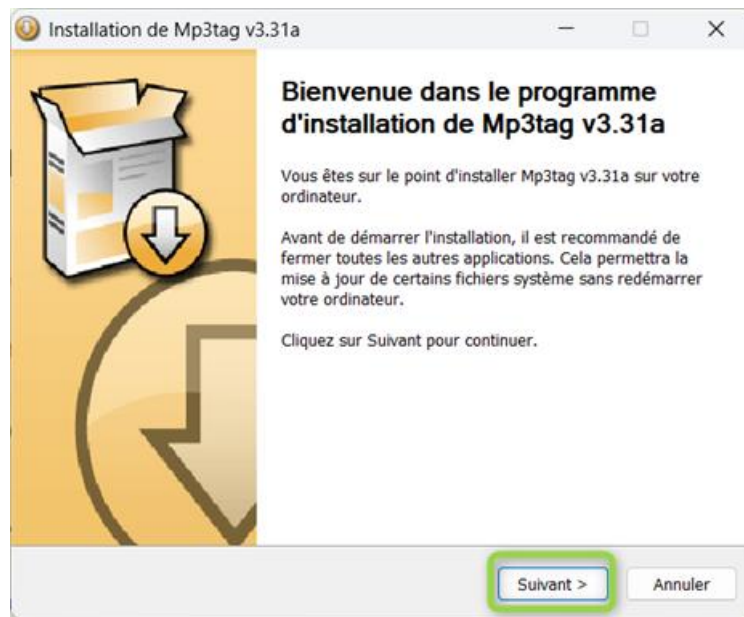 Installation de Mp3tag v3.31a
Bienvenue dans le programme
d'installation de Mp3tag v3.31a
Vous êtes sur le point d'installer Mp3tag v3.31a sur votre
ordinateur.
Avant de démarrer l'installation, il est recommandé de
fermer toutes les autres applications. Cela permettra la
mise à jour de certains fichiers système sans redémarrer
votre ordinateur.
Cliquez sur Suivant pour continuer.
Suivant >
Annuler